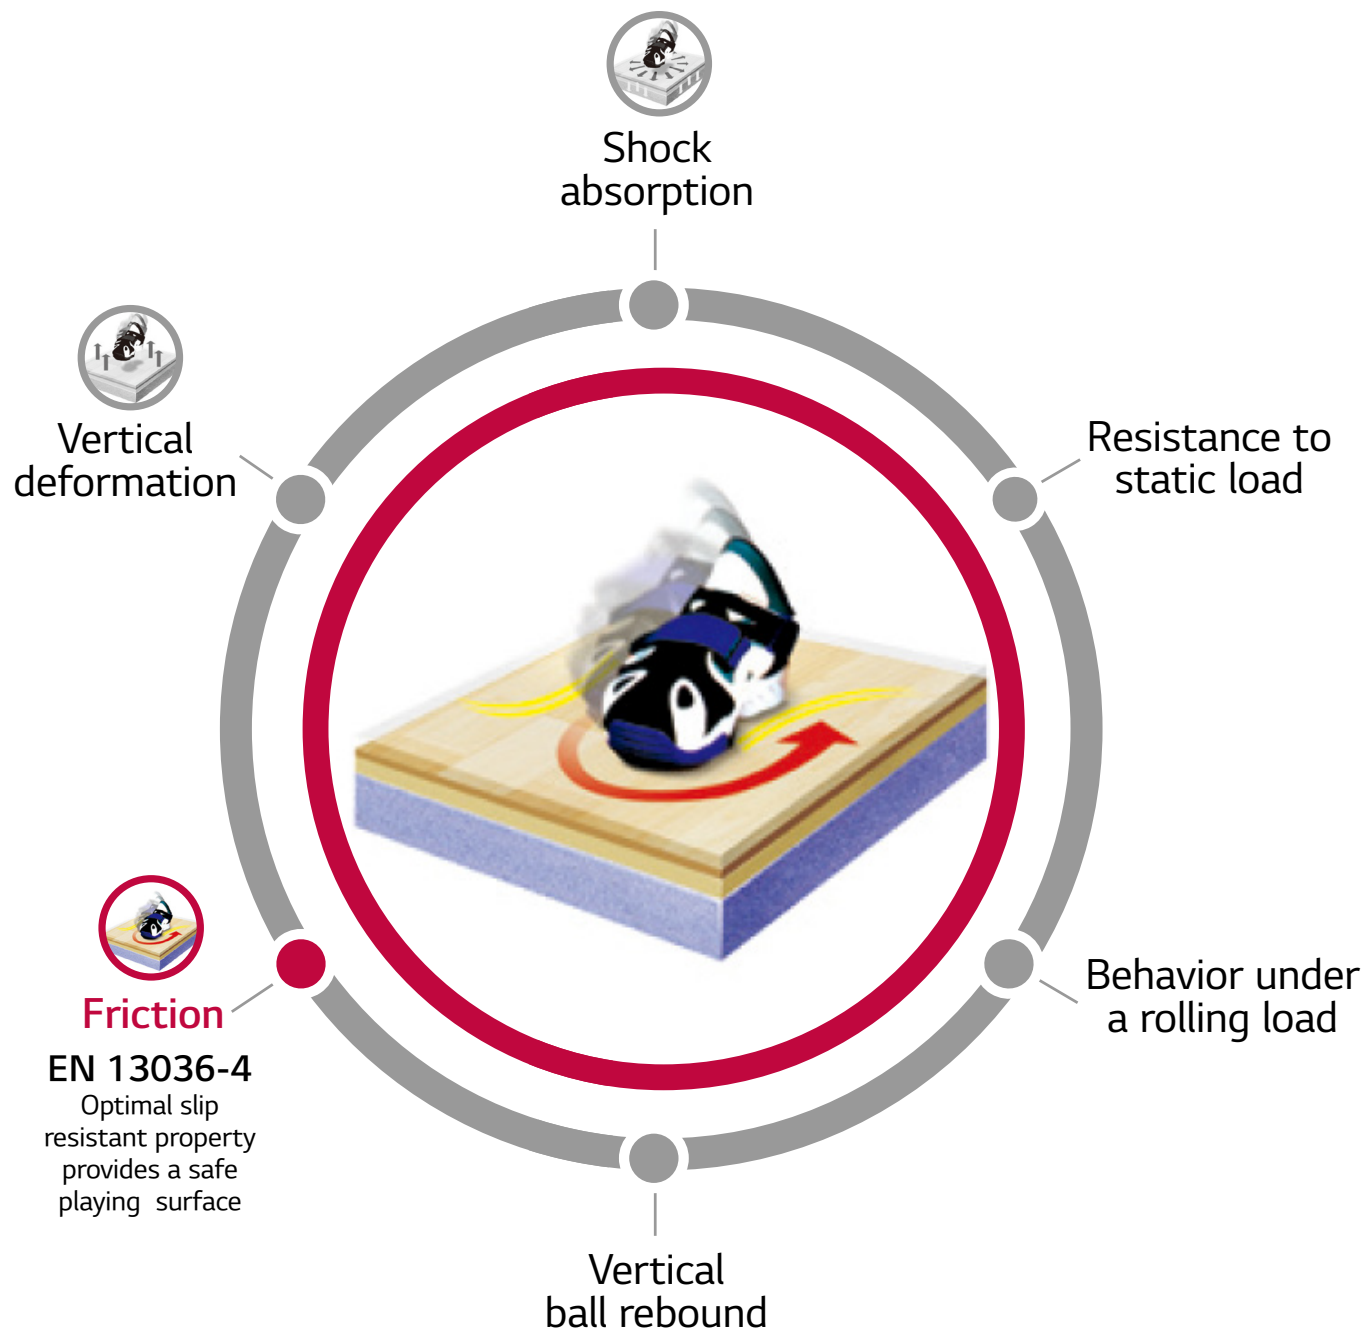 Shock
absorption
Vertical
deformation
Resistance to
static load
Friction
EN 13036-4
Optimal slip
resistant property
provides a safe
playing surface
Behavior under
a rolling load
Vertical
ball rebound